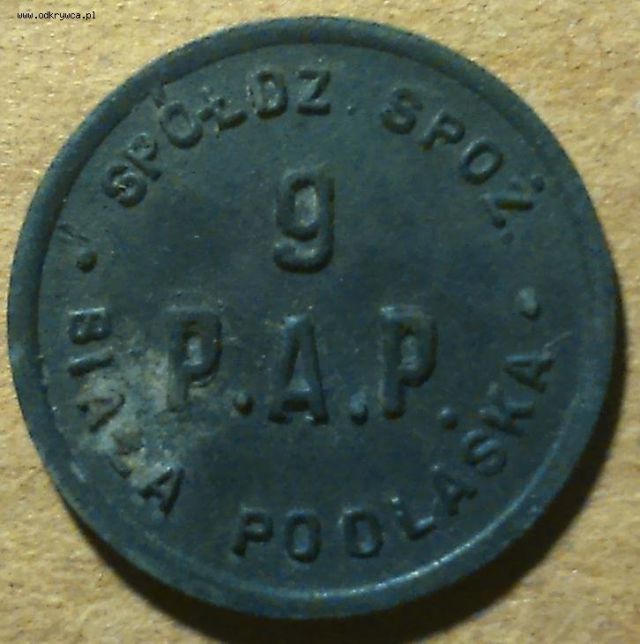 www.odkrywca.pl
SPÓŁDZ. SPOŻ.
9
P.A.P.
• BIAŁA PODLASKA •